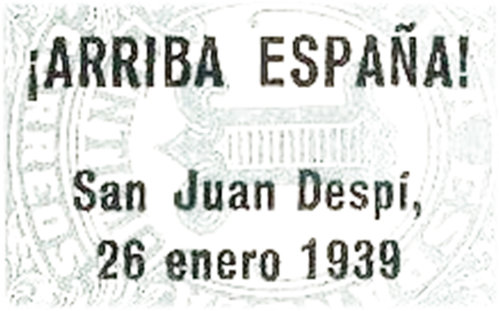 ¡ARRIBA ESPAÑA!
San Juan Despí,
26 enero 1939